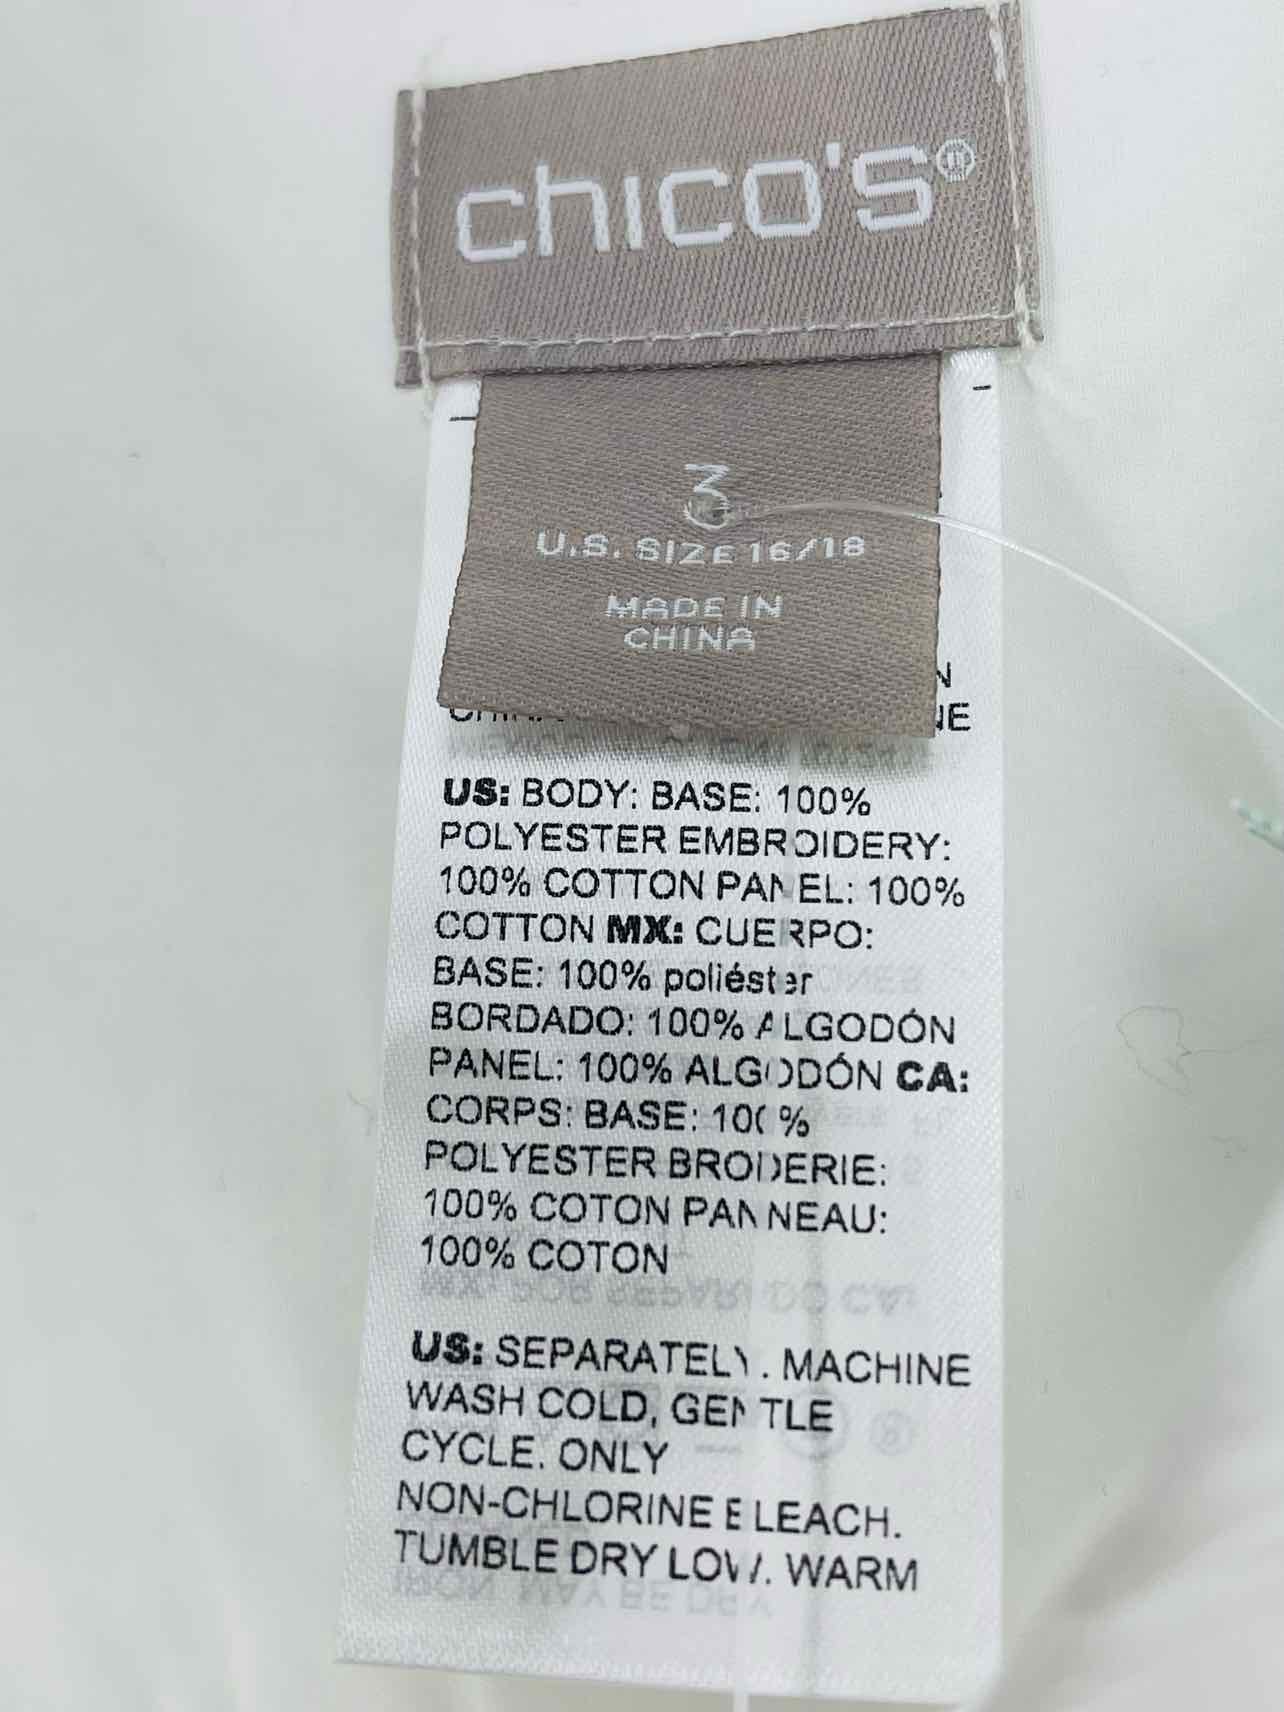 chico's®
3
U.S. SIZE 16/18
MADE IN
CHINA
US: BODY: BASE: 100%
POLYESTER EMBROIDERY:
100% COTTON PANEL: 100%
COTTON MX: CUERPO:
BASE: 100% poliéster
BORDADO: 100% ALGODÓN
PANEL: 100% ALGODÓN CA:
CORPS: BASE: 100%
POLYESTER BRODERIE:
100% COTON PANNEAU:
100% COTON
US: SEPARATELY. MACHINE
WASH COLD, GENTLE
CYCLE. ONLY
NON-CHLORINE BLEACH.
TUMBLE DRY LOW. WARM